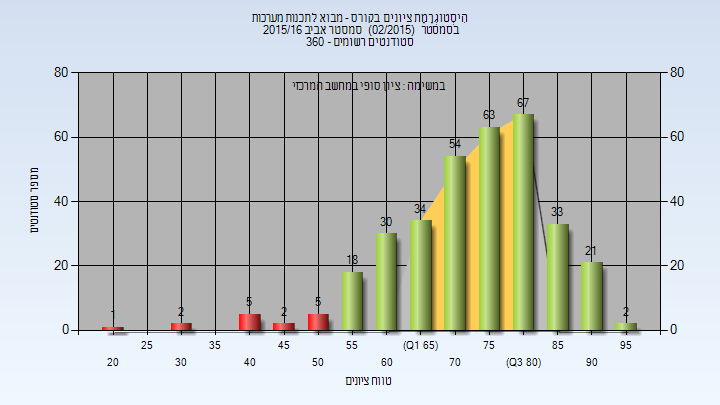 היסטוגרמת ציונים בקורס - מבוא לתכנות מערכות
בסמסטר (02/2015) סמסטר אביב 2015/16
סטודנטים רשומים - 360
במשימה : ציון סופי במחשב המרכזי
80 80
67
63
60 54 60
40 34 40
33
30
21
20 18 20
5 5
1 2 2 2
0 0
25 35 45 55 (Q1 65) 75 85 95
20 30 40 50 60 70 (Q3 80) 90
מספר סטודנטים
טווח ציונים